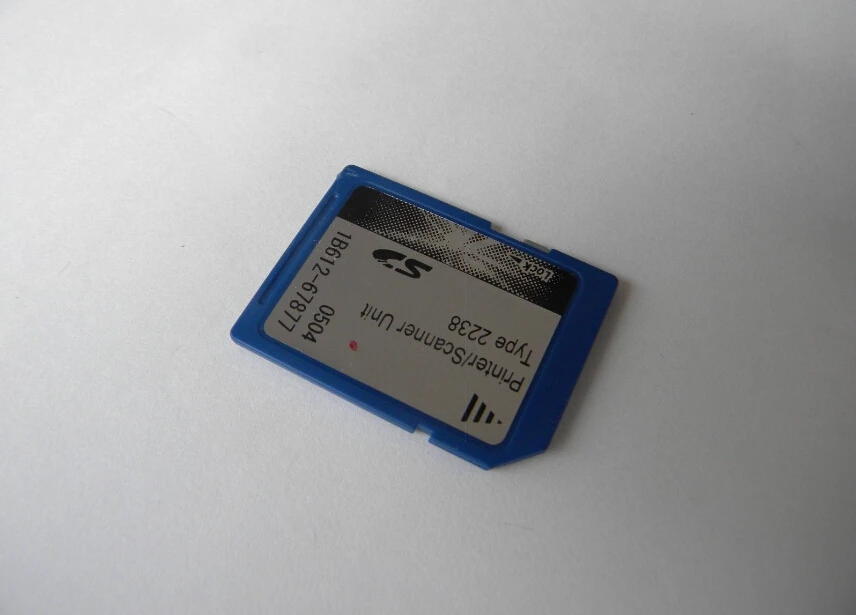 Lock
SD
Printer/Scanner Unit
Type 2238
0504
1B612-67877